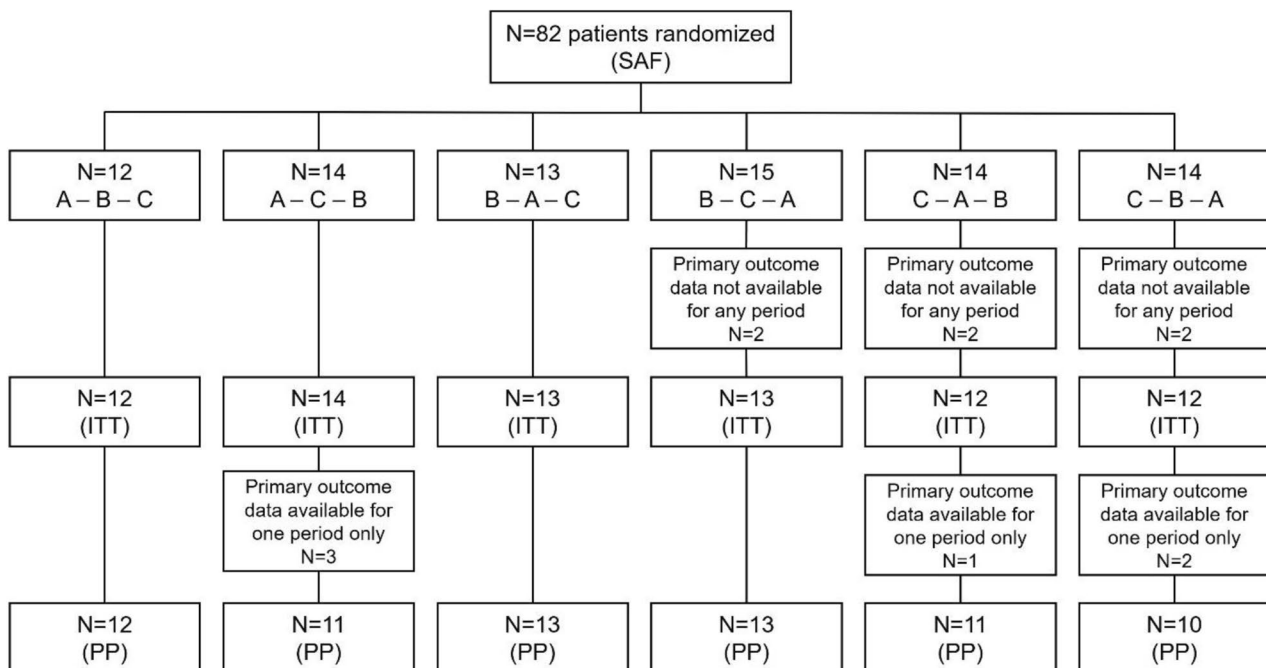 N=82 patients randomized
(SAF)
N=12
A – B – C
N=14
A – C – B
N=13
B – A – C
N=15
B – C – A
N=14
C – A – B
N=14
C – B – A
Primary outcome
data not available
for any period
N=2
Primary outcome
data not available
for any period
N=2
Primary outcome
data not available
for any period
N=2
N=12
(ITT)
N=14
(ITT)
N=13
(ITT)
N=13
(ITT)
N=12
(ITT)
N=12
(ITT)
Primary outcome
data available for
one period only
N=3
Primary outcome
data available for
one period only
N=1
Primary outcome
data available for
one period only
N=2
N=12
(PP)
N=11
(PP)
N=13
(PP)
N=13
(PP)
N=11
(PP)
N=10
(PP)